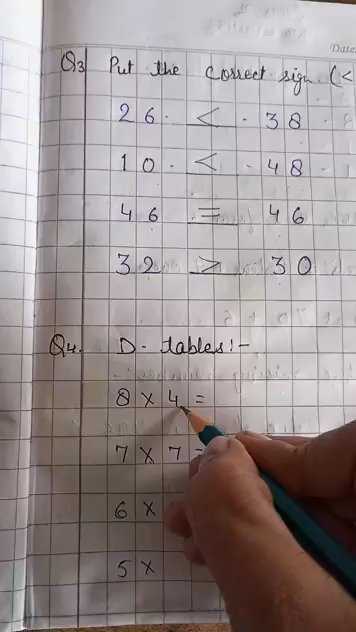 Date:
Q3 Put the correct sign. (<
26 < 38
10 < 48
46 = 46
32 > 30
Q4. D-tables:-
8 x 4 =
7 x 7 =
6 x
5 x